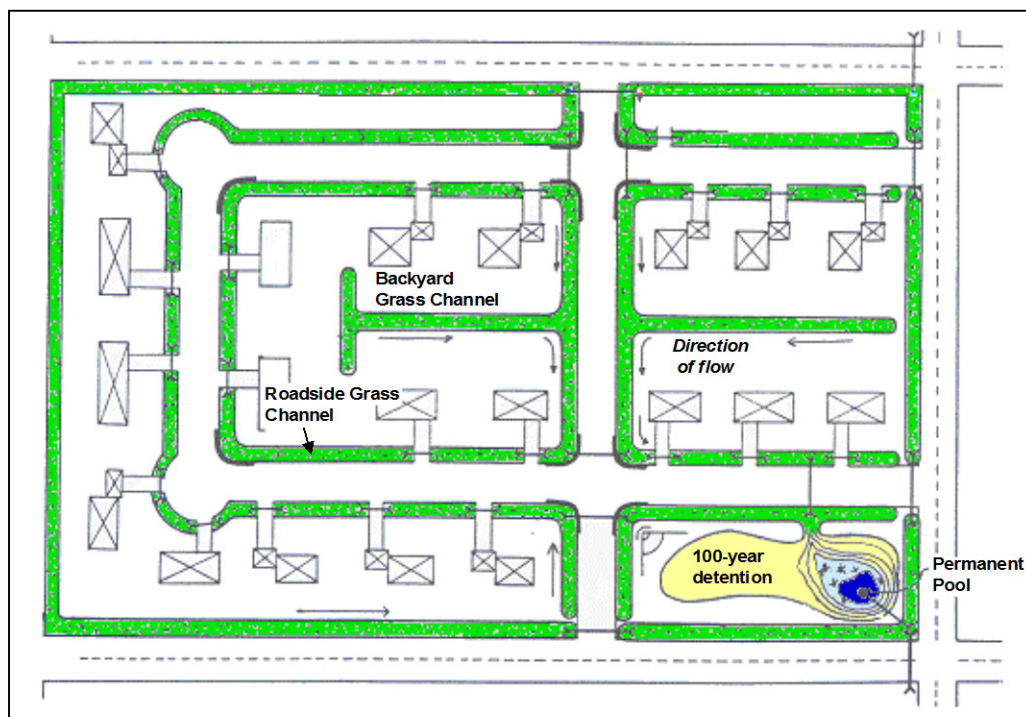 Backyard
Grass Channel
Direction
of flow
Roadside Grass
Channel
100-year
detention
Permanent
Pool